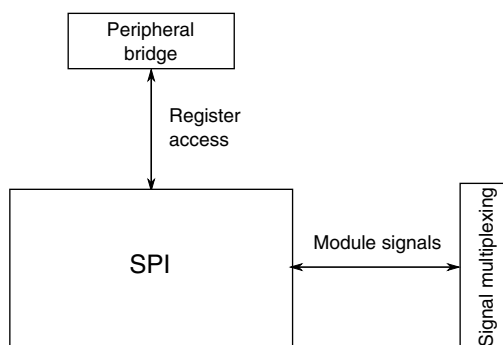 Peripheral
bridge
Register
access
SPI
Module signals
Signal multiplexing